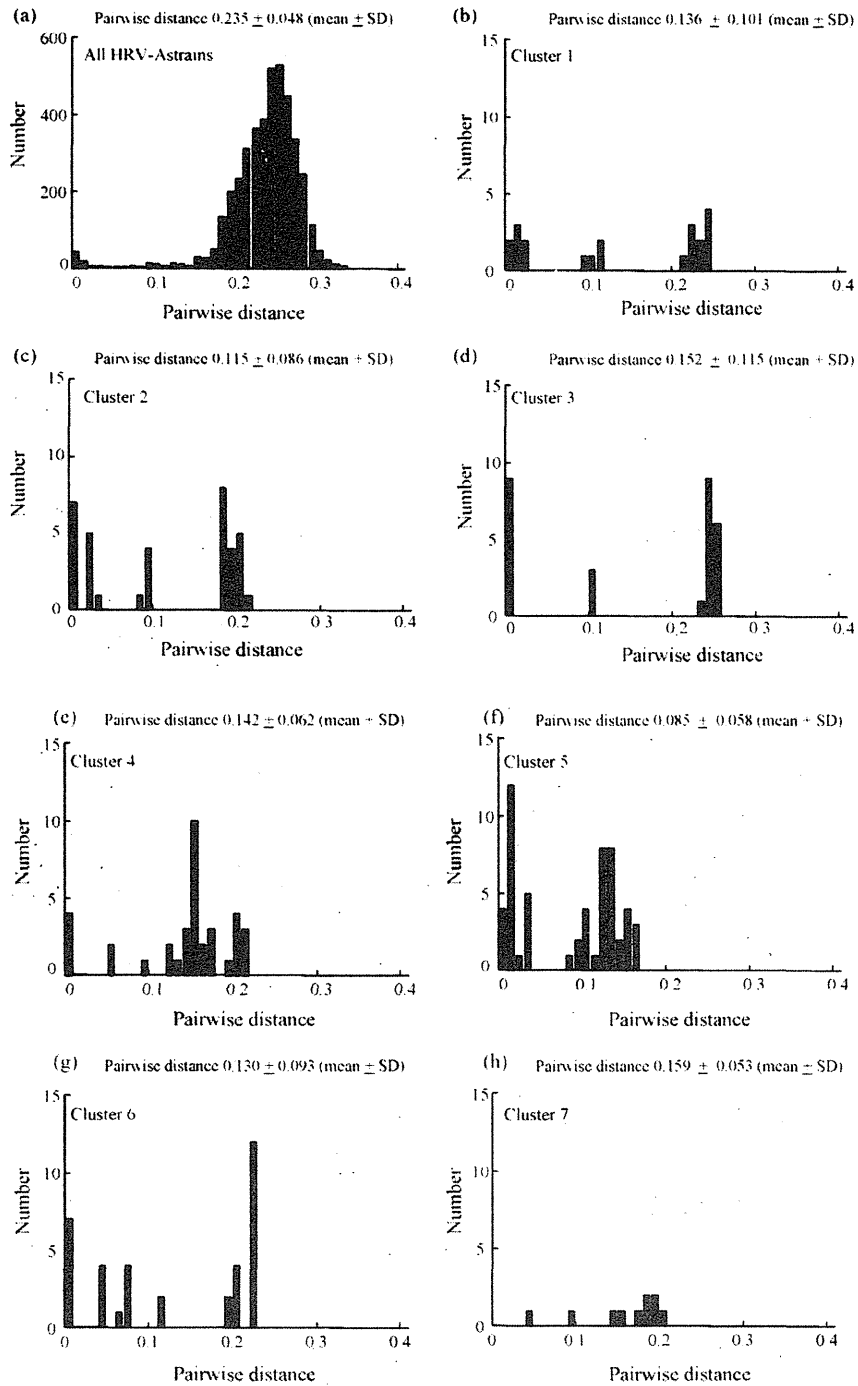 (a) Pairwise distance 0.235 ± 0.048 (mean ± SD)
All HRV-Astrains
600
400
200
0
Number
0 0.1 0.2 0.3 0.4
Pairwise distance
(b) Pairwise distance 0.136 ± 0.101 (mean ± SD)
Cluster 1
15
10
5
0
Number
0 0.1 0.2 0.3 0.4
Pairwise distance
(c) Pairwise distance 0.115 ± 0.086 (mean + SD)
Cluster 2
15
10
5
0
Number
0 0.1 0.2 0.3 0.4
Pairwise distance
(d) Pairwise distance 0.152 ± 0.115 (mean + SD)
Cluster 3
15
10
5
0
Number
0 0.1 0.2 0.3 0.4
Pairwise distance
(e) Pairwise distance 0.142 ± 0.062 (mean + SD)
Cluster 4
15
10
5
0
Number
0 0.1 0.2 0.3 0.4
Pairwise distance
(f) Pairwise distance 0.085 ± 0.058 (mean + SD)
Cluster 5
15
10
5
0
Number
0 0.1 0.2 0.3 0.4
Pairwise distance
(g) Pairwise distance 0.130 ± 0.093 (mean ± SD)
Cluster 6
15
10
5
0
Number
0 0.1 0.2 0.3 0.4
Pairwise distance
(h) Pairwise distance 0.159 ± 0.053 (mean ± SD)
Cluster 7
15
10
5
0
Number
0 0.1 0.2 0.3 0.4
Pairwise distance